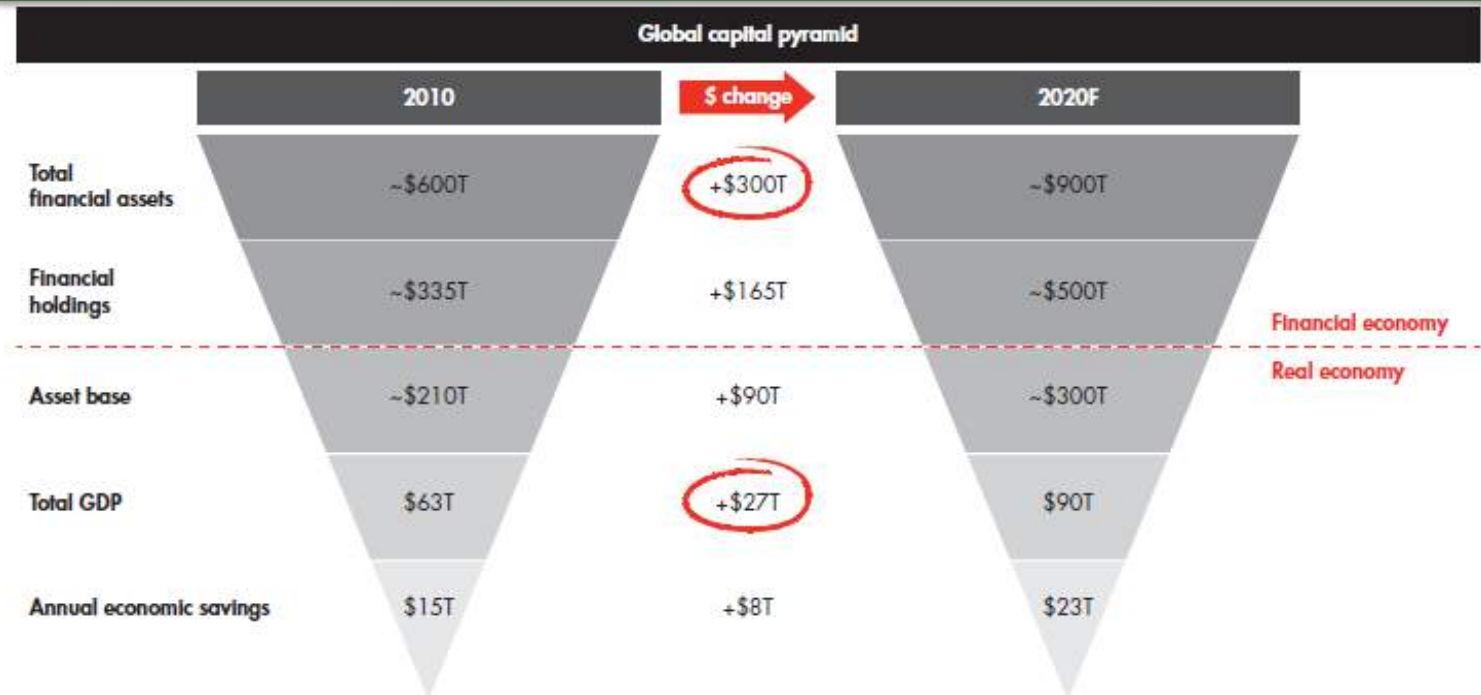 Global capital pyramid
2010
$ change
2020F
Total
financial assets
~$600T
+$300T
~$900T
Financial
holdings
~$335T
+$165T
~$500T
Financial economy
Real economy
Asset base
~$210T
+$90T
~$300T
Total GDP
$63T
+$27T
$90T
Annual economic savings
$15T
+$8T
$23T